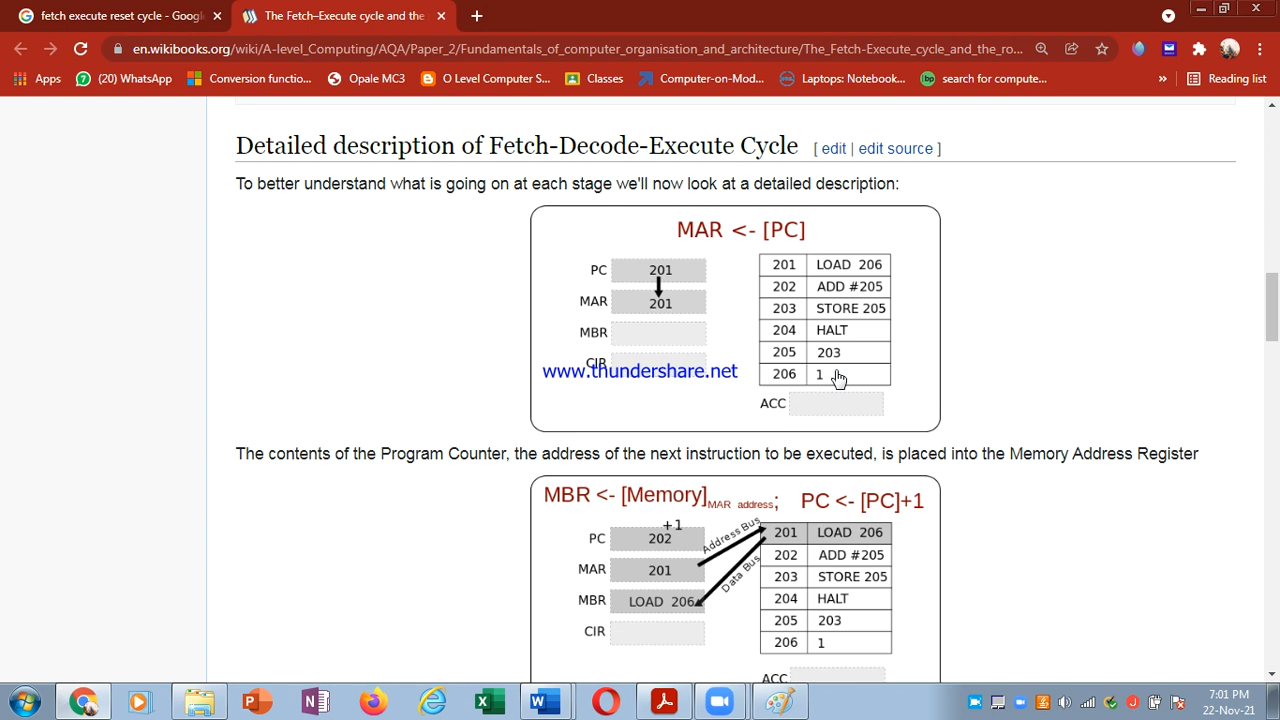 fetch execute reset cycle - Google
The Fetch–Execute cycle and the
en.wikibooks.org/wiki/A-level_Computing/AQA/Paper_2/Fundamentals_of_computer_organisation_and_architecture/The_Fetch-Execute_cycle_and_the_ro...
Apps
(20) WhatsApp
Conversion functio...
Opale MC3
O Level Computer S...
Classes
Computer-on-Mod...
Laptops: Notebook...
search for compute...
»
Reading list
Detailed description of Fetch-Decode-Execute Cycle [ edit | edit source ]
To better understand what is going on at each stage we'll now look at a detailed description:
MAR <- [PC]
PC 201
MAR 201
MBR
CIR
201 LOAD 206
202 ADD #205
203 STORE 205
204 HALT
205 203
206 1
ACC
www.thundershare.net
The contents of the Program Counter, the address of the next instruction to be executed, is placed into the Memory Address Register
MBR <- [Memory]MAR address; PC <- [PC]+1
+1
PC 202
MAR 201
MBR LOAD 206
CIR
Address Bus
Data Bus
201 LOAD 206
202 ADD #205
203 STORE 205
204 HALT
205 203
206 1
ACC
7:01 PM
22-Nov-21